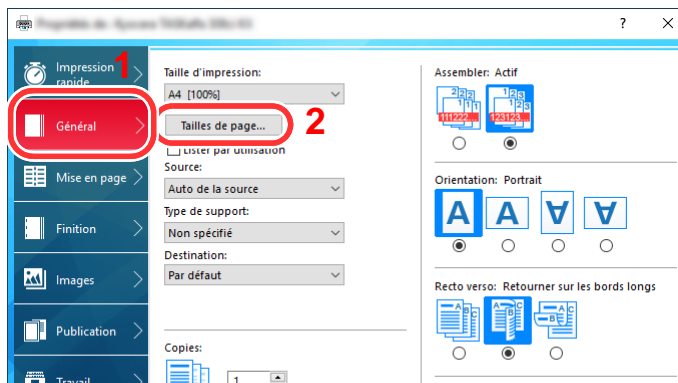 ?
Impression
rapide
1
Général
Mise en page
Finition
Images
Publication
Travail
Taille d'impression:
A4 [100%]
Tailles de page...
2
Lister par utilisation
Source:
Auto de la source
Type de support:
Non spécifié
Destination:
Par défaut
Copies:
1
Assembler: Actif
111222
123123
Orientation: Portrait
A A A A
Recto verso: Retourner sur les bords longs